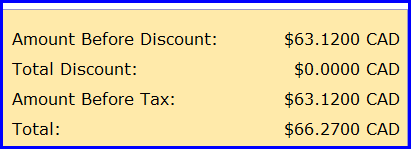 Amount Before Discount: $63.1200 CAD
Total Discount: $0.0000 CAD
Amount Before Tax: $63.1200 CAD
Total: $66.2700 CAD